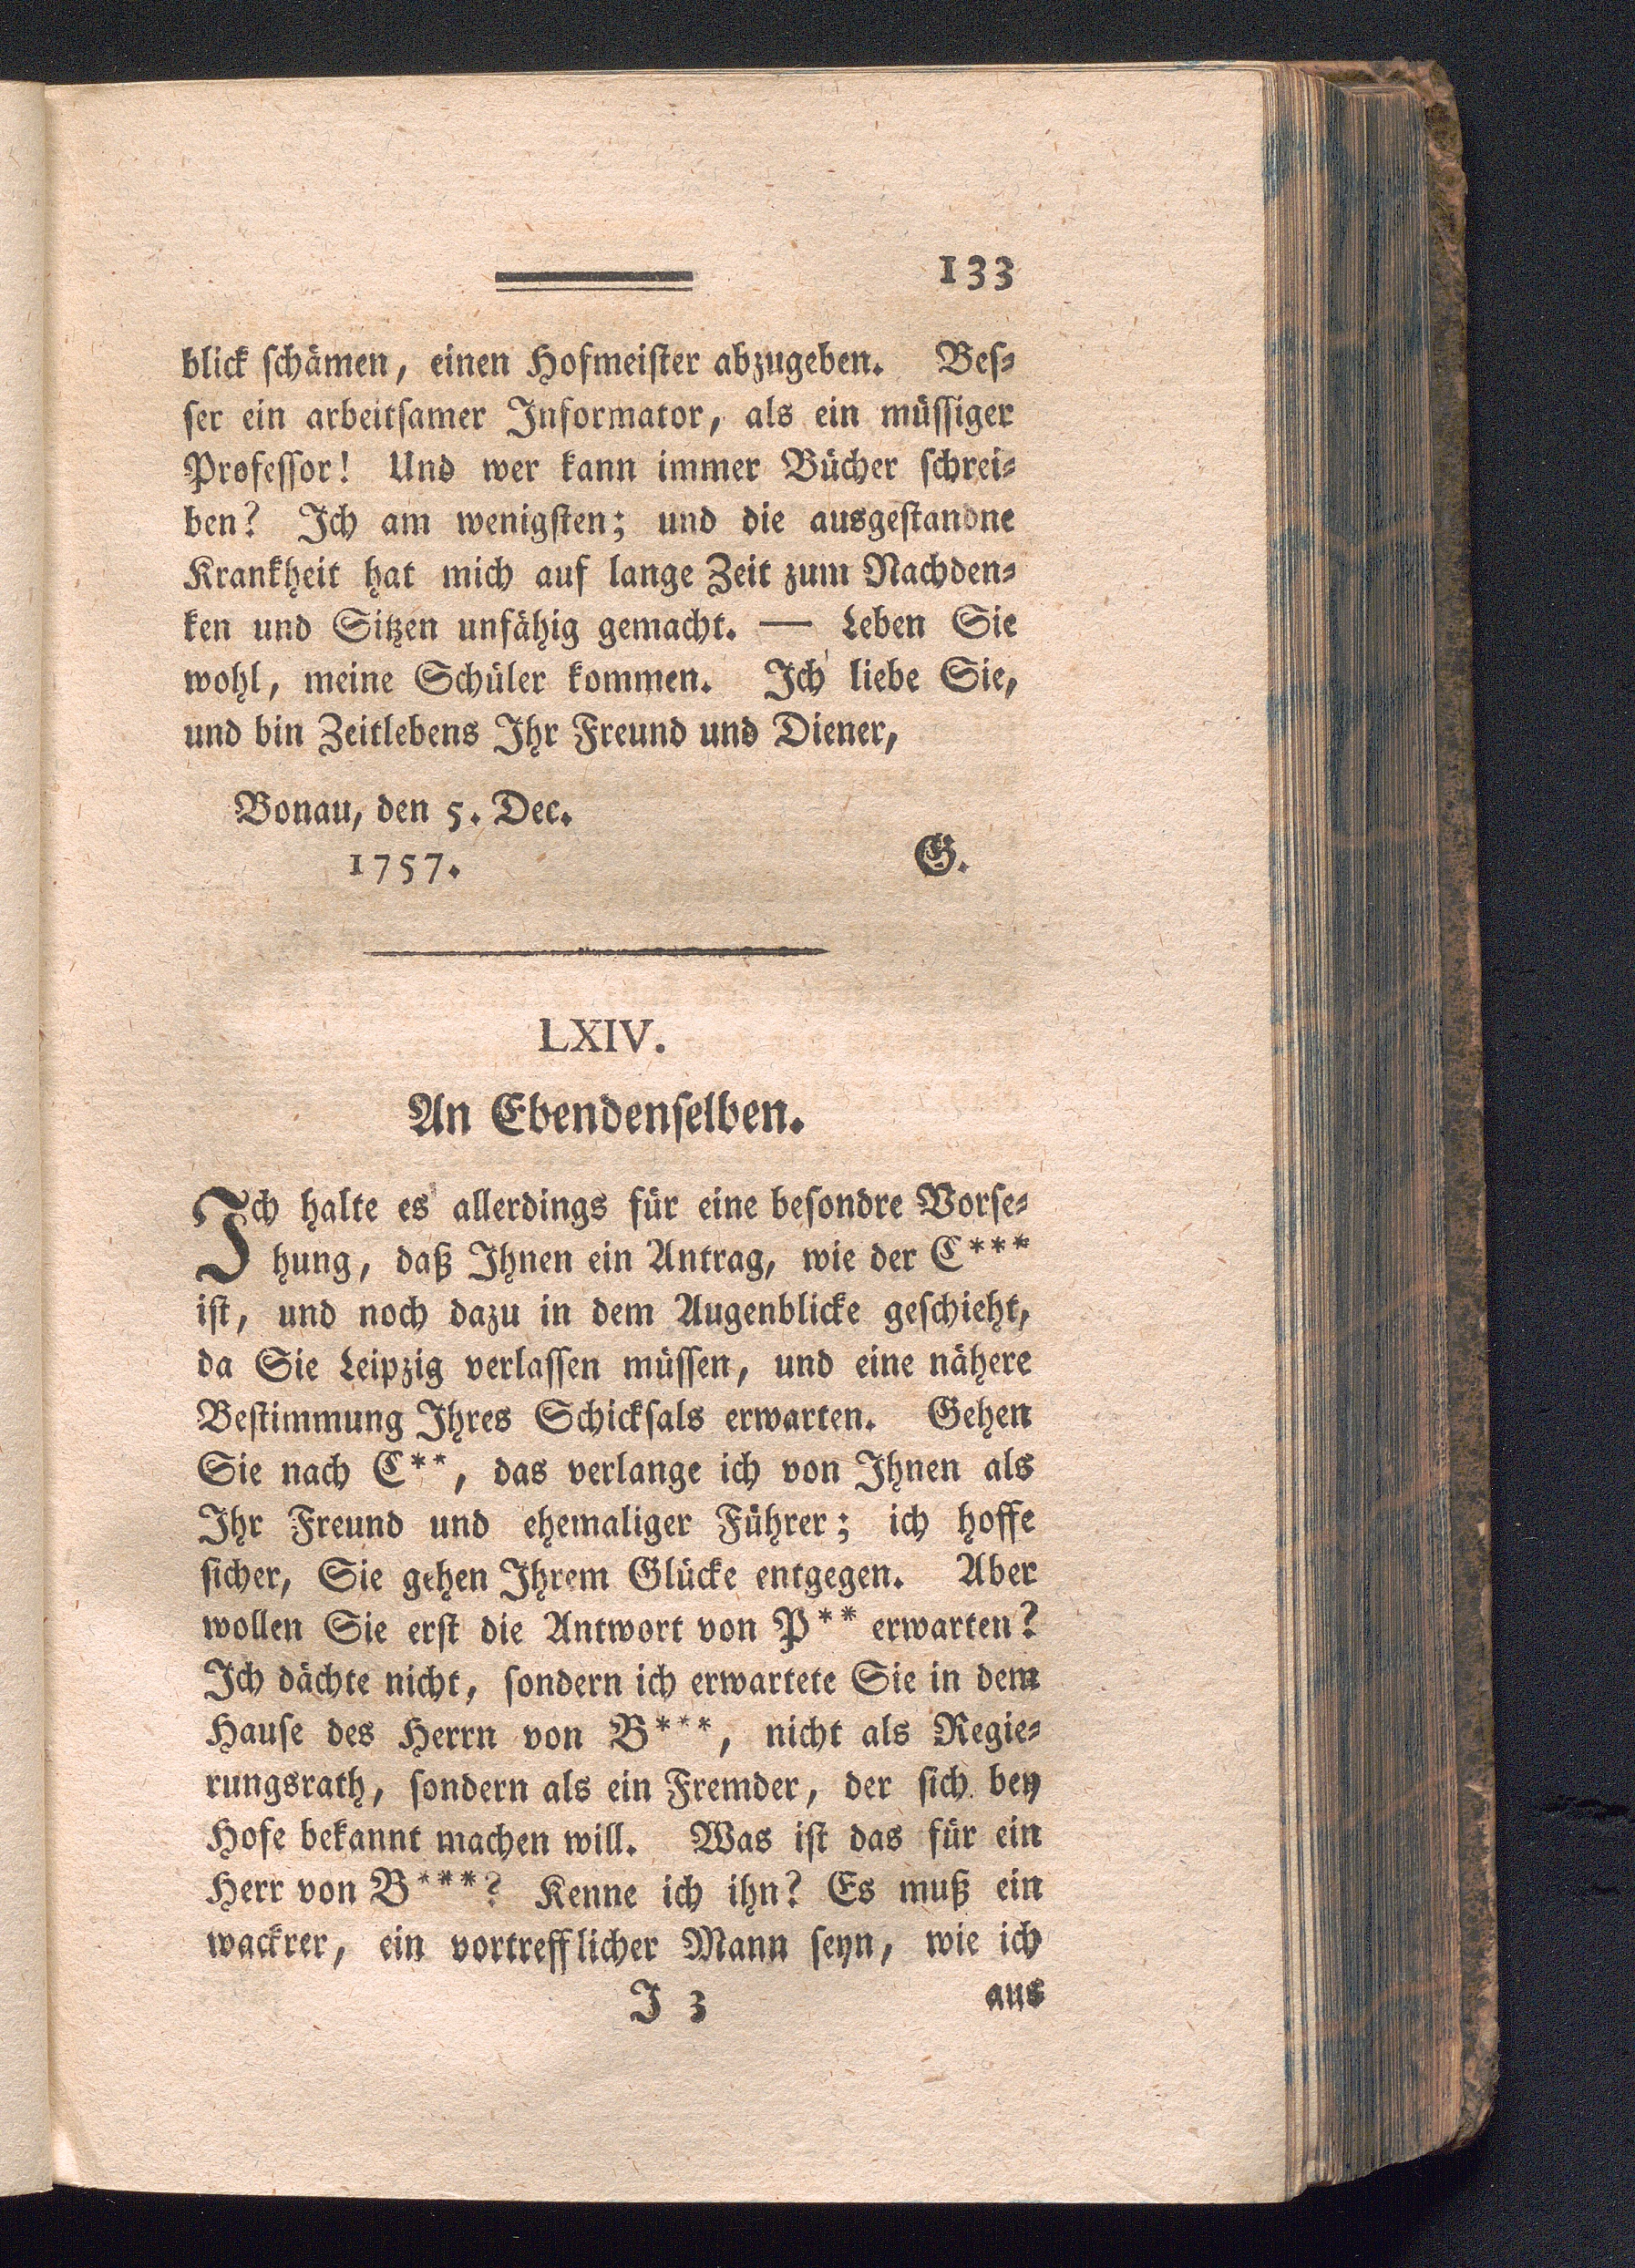 133
blick schämen, einen Hofmeister abzugeben. Bes-
ser ein arbeitsamer Informator, als ein müssiger
Professor! Und wer kann immer Bücher schrei-
ben? Ich am wenigsten; und die ausgestandne
Krankheit hat mich auf lange Zeit zum Nachden-
ken und Sitzen unfähig gemacht. — Leben Sie
wohl, meine Schüler kommen. Ich liebe Sie,
und bin Zeitlebens Ihr Freund und Diener,
Bonau, den 5. Dec.
1757. G.
LXIV.
An Ebendenselben.
Ich halte es allerdings für eine besondre Vorse-
hung, daß Ihnen ein Antrag, wie der C***
ist, und noch dazu in dem Augenblicke geschieht,
da Sie Leipzig verlassen müssen, und eine nähere
Bestimmung Ihres Schicksals erwarten. Gehen
Sie nach C**, das verlange ich von Ihnen als
Ihr Freund und ehemaliger Führer; ich hoffe
sicher, Sie gehen Ihrem Glücke entgegen. Aber
wollen Sie erst die Antwort von P** erwarten?
Ich dächte nicht, sondern ich erwartete Sie in dem
Hause des Herrn von B***, nicht als Regie-
rungsrath, sondern als ein Fremder, der sich bey
Hofe bekannt machen will. Was ist das für ein
Herr von B***? Kenne ich ihn? Es muß ein
wackrer, ein vortrefflicher Mann seyn, wie ich
J 3 aus